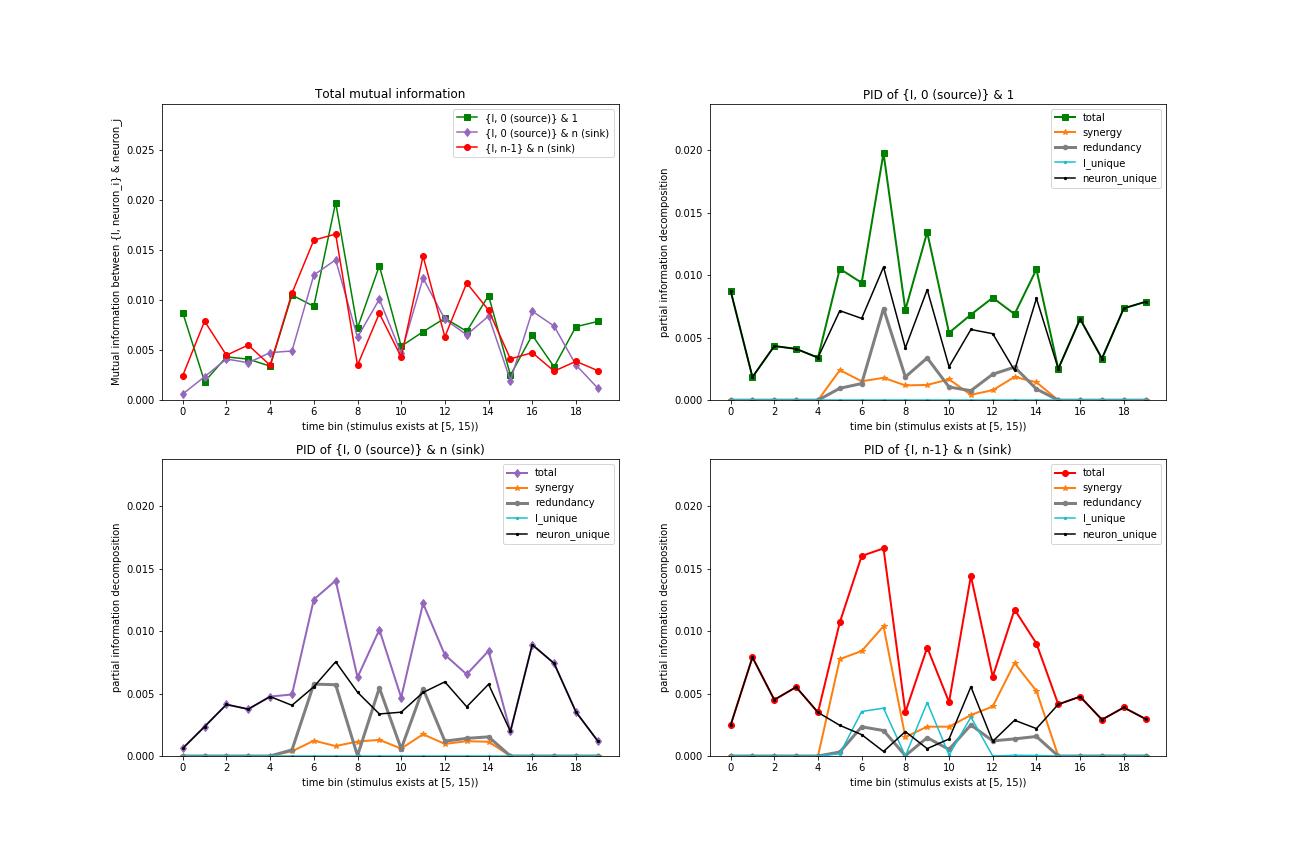 Total mutual information
Mutual information between {I, neuron_i} & neuron_j
0.025
0.020
0.015
0.010
0.005
0.000
{I, 0 (source)} & 1
{I, 0 (source)} & n (sink)
{I, n-1} & n (sink)
0 2 4 6 8 10 12 14 16 18
time bin (stimulus exists at [5, 15))
PID of {I, 0 (source)} & 1
partial information decomposition
0.020
0.015
0.010
0.005
0.000
total
synergy
redundancy
I_unique
neuron_unique
0 2 4 6 8 10 12 14 16 18
time bin (stimulus exists at [5, 15))
PID of {I, 0 (source)} & n (sink)
partial information decomposition
0.020
0.015
0.010
0.005
0.000
total
synergy
redundancy
I_unique
neuron_unique
0 2 4 6 8 10 12 14 16 18
time bin (stimulus exists at [5, 15))
PID of {I, n-1} & n (sink)
partial information decomposition
0.020
0.015
0.010
0.005
0.000
total
synergy
redundancy
I_unique
neuron_unique
0 2 4 6 8 10 12 14 16 18
time bin (stimulus exists at [5, 15))